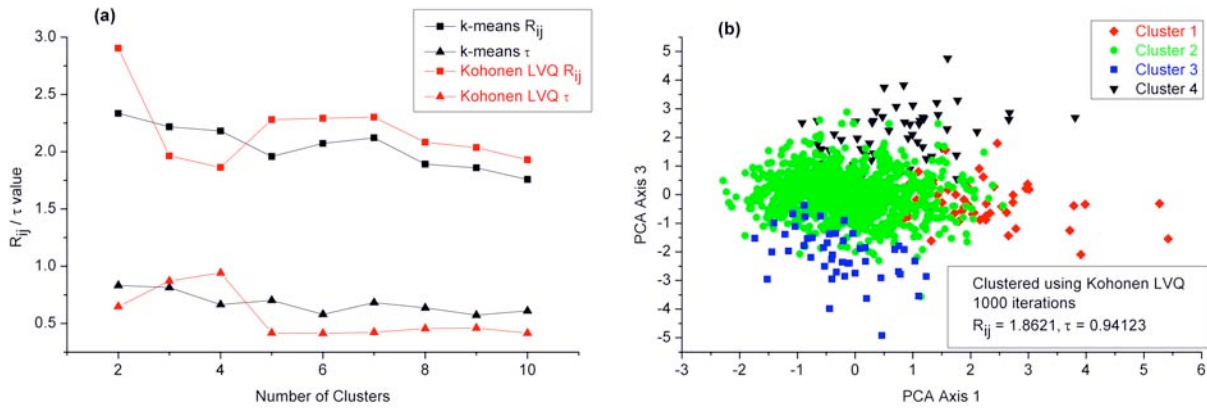 (a)
k-means Rij
k-means τ
Kohonen LVQ Rij
Kohonen LVQ τ
3.0
2.5
2.0
1.5
1.0
0.5
Rij / τ value
2 4 6 8 10
Number of Clusters
(b)
Cluster 1
Cluster 2
Cluster 3
Cluster 4
5
4
3
2
1
0
-1
-2
-3
-4
-5
PCA Axis 3
Clustered using Kohonen LVQ
1000 iterations
Rij = 1.8621, τ = 0.94123
-3 -2 -1 0 1 2 3 4 5 6
PCA Axis 1